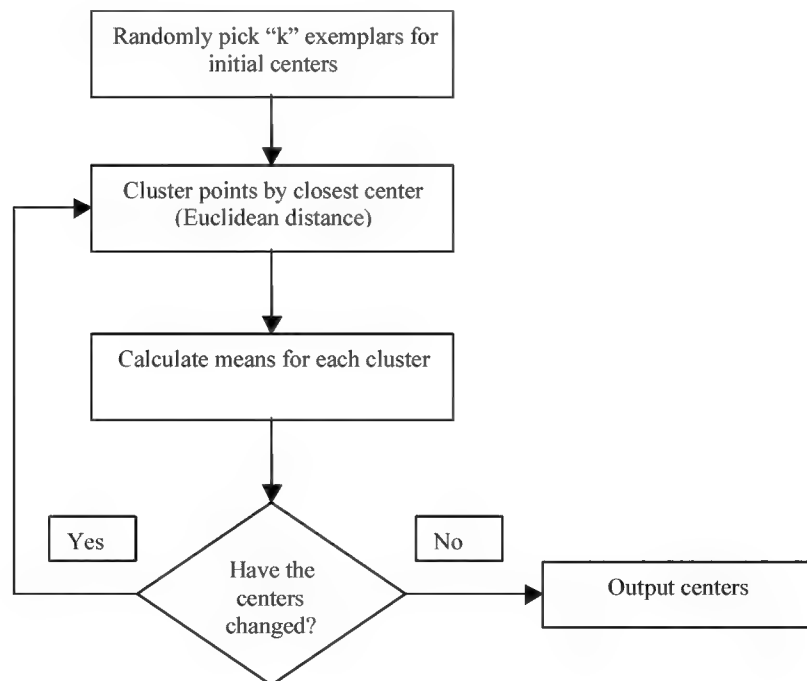 Randomly pick “k” exemplars for
initial centers
Cluster points by closest center
(Euclidean distance)
Calculate means for each cluster
Yes
No
Have the
centers
changed?
Output centers